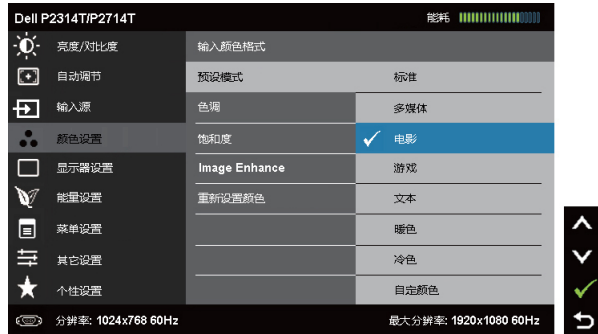 Dell P2314T/P2714T 能耗
亮度/对比度 输入颜色格式
自动调节 预设模式 标准
输入源 色调 多媒体
颜色设置 饱和度 电影
显示器设置 Image Enhance 游戏
能量设置 重新设置颜色 文本
菜单设置 暖色
其它设置 冷色
个性设置 自定颜色
分辨率: 1024x768 60Hz 最大分辨率: 1920x1080 60Hz